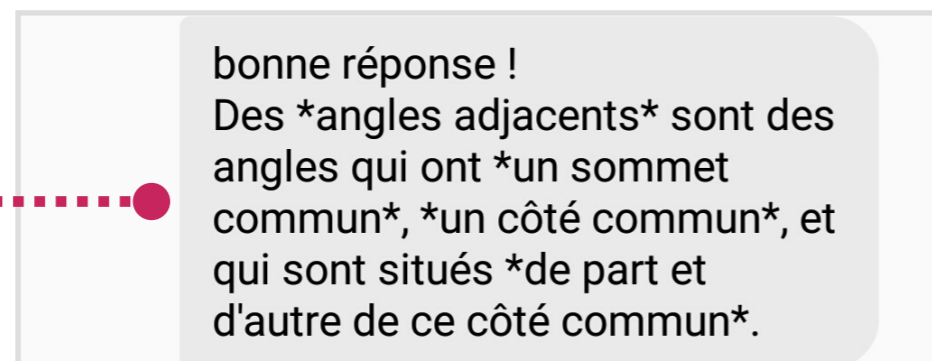 bonne réponse !
Des *angles adjacents* sont des
angles qui ont *un sommet
commun*, *un côté commun*, et
qui sont situés *de part et
d'autre de ce côté commun*.